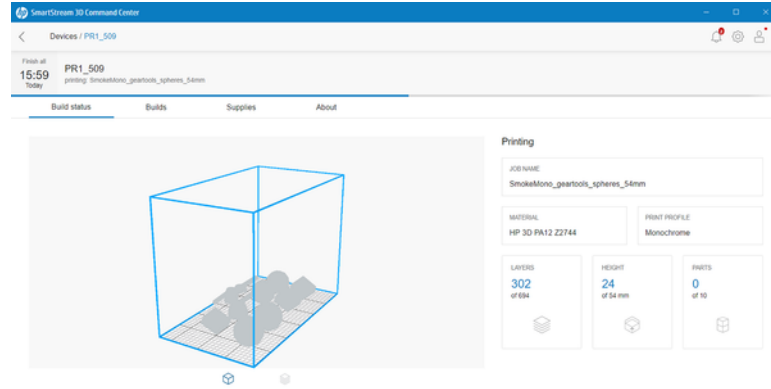 SmartStream 3D Command Center
Devices / PR1_509
Finish all
15:59
Today
PR1_509
printing: SmokeMono_geartools_spheres_54mm
Build status
Builds
Supplies
About
Printing
JOB NAME
SmokeMono_geartools_spheres_54mm
MATERIAL
HP 3D PA12 Z2744
PRINT PROFILE
Monochrome
LAYERS
302
of 694
HEIGHT
24
of 54 mm
PARTS
0
of 10